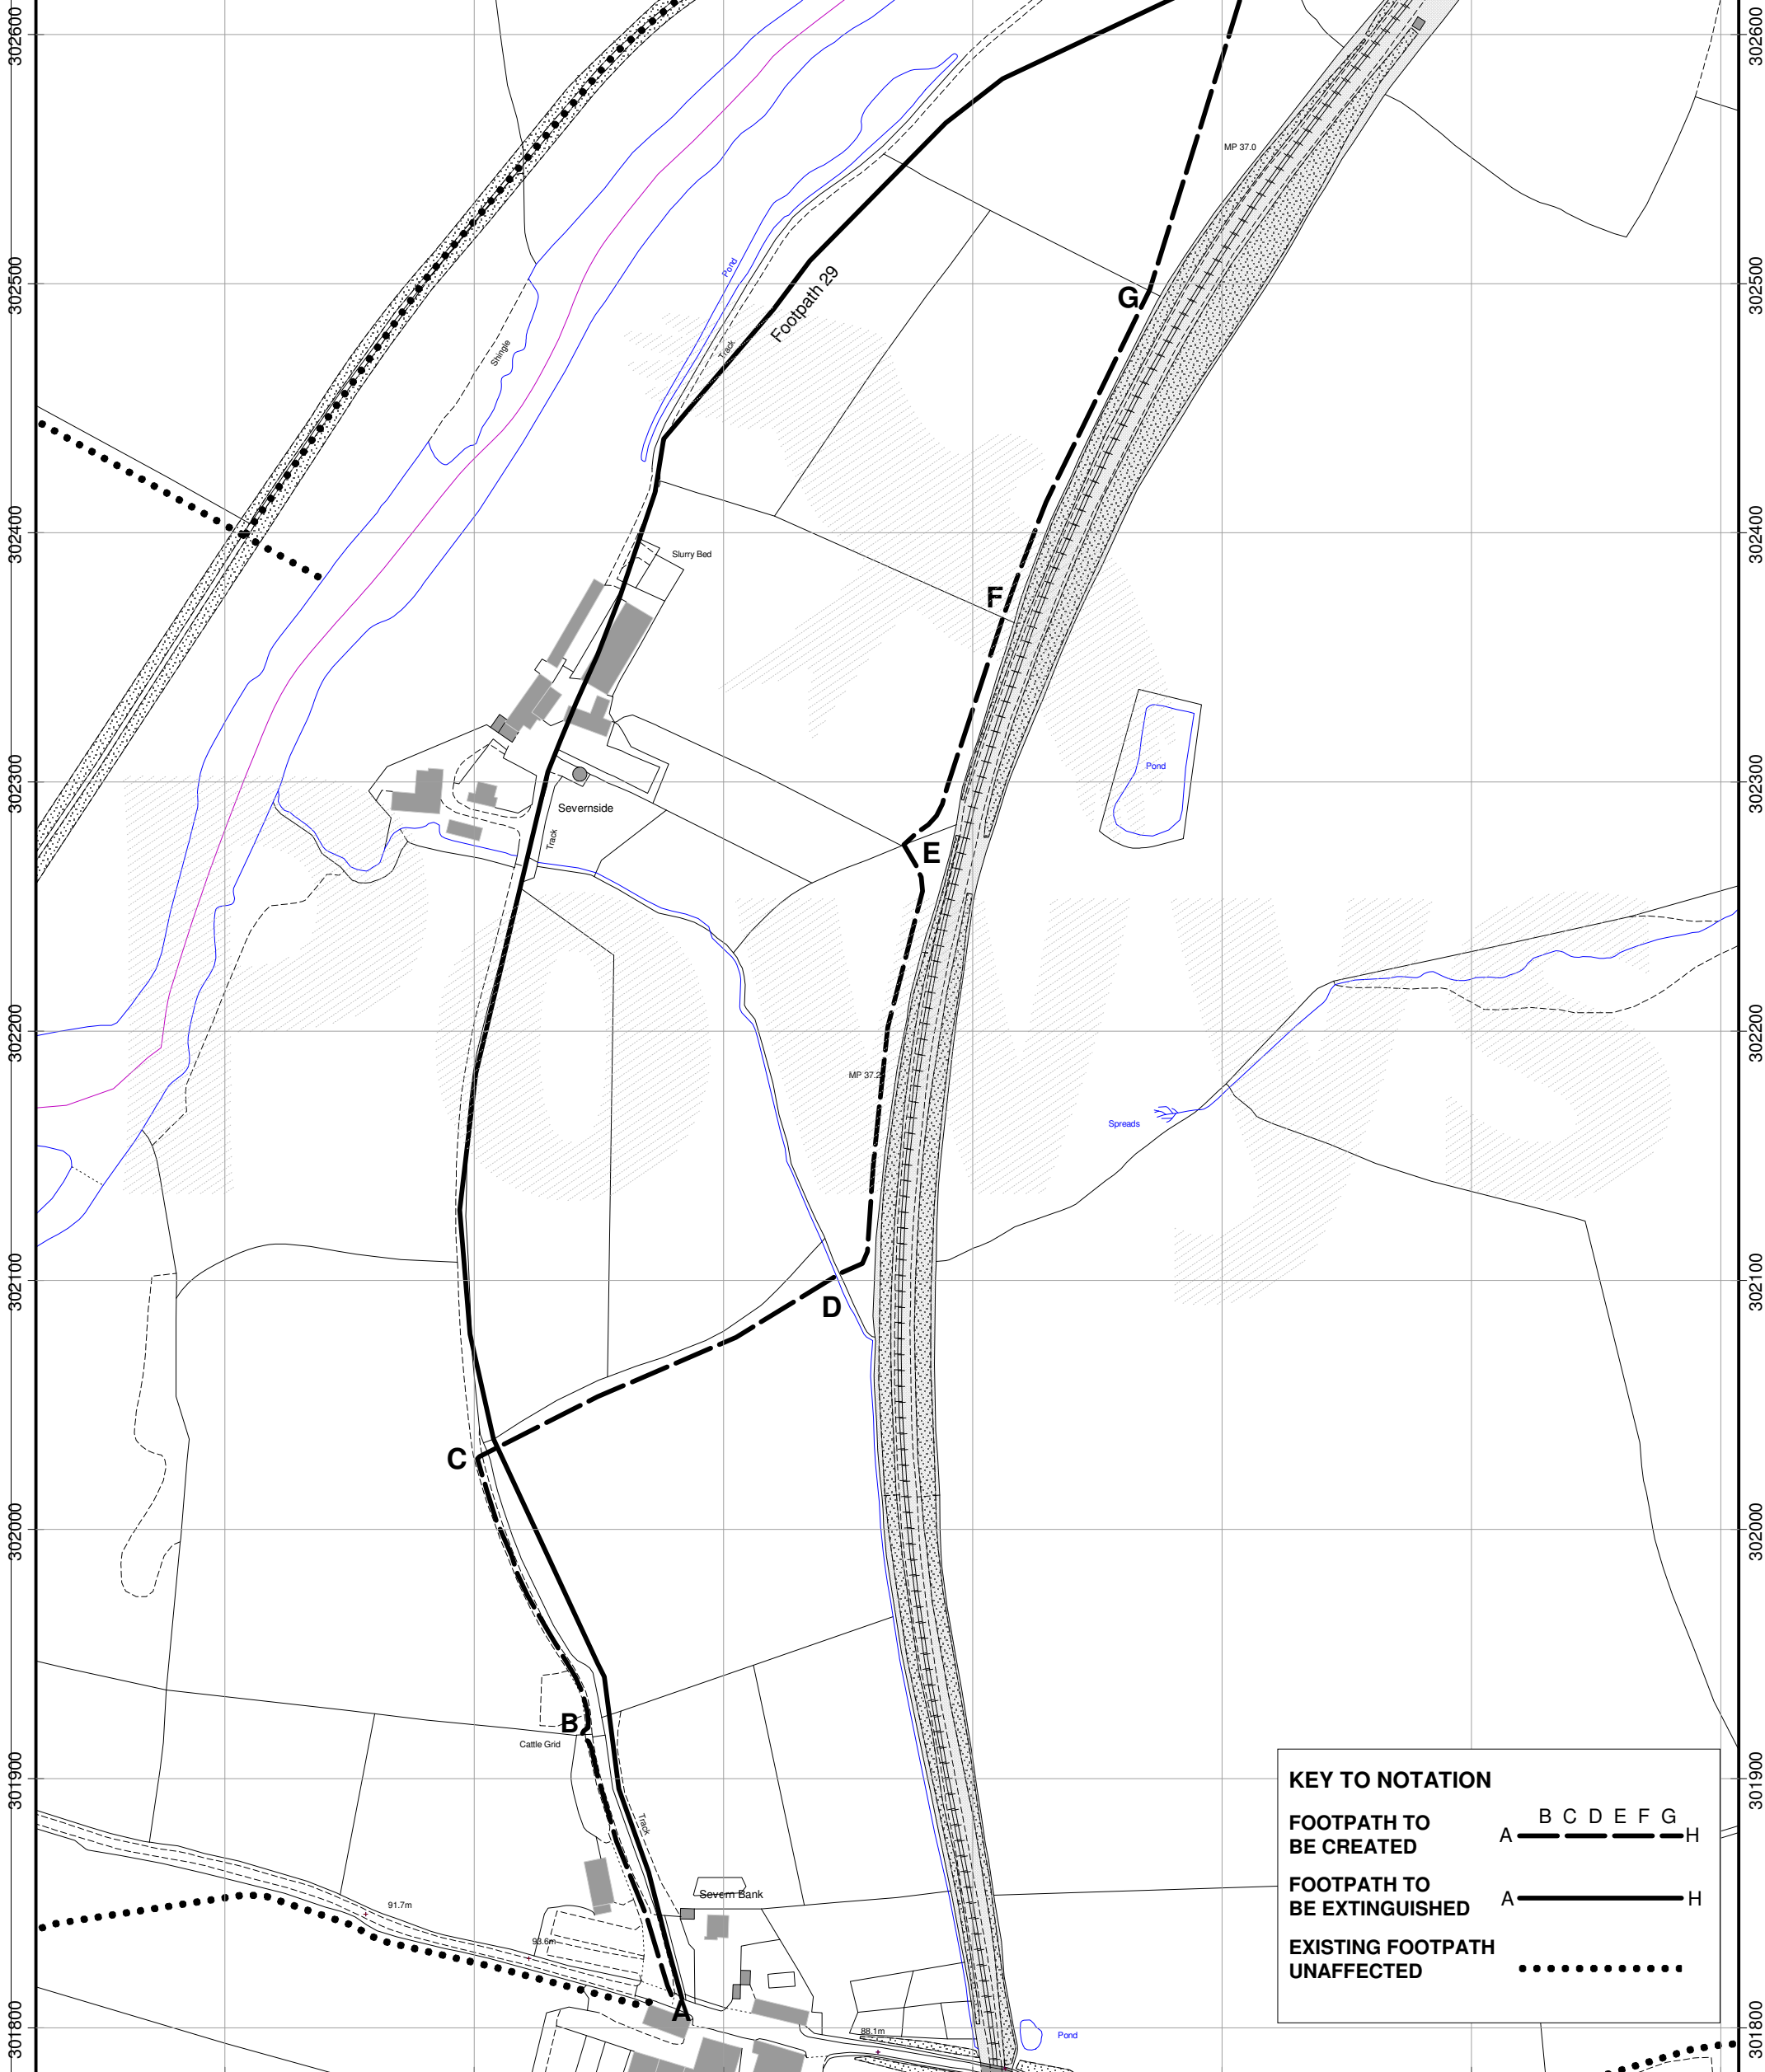 302600
302600
MP 37.0
Pond
302500
302500
G
Footpath 29
Shingle
Track
302400
302400
Slurry Bed
F
Pond
302300
302300
Severnside
Track
E
POWYS
302200
302200
MP 37.2
Spreads
302100
302100
D
C
302000
302000
B
Cattle Grid
301900
301900
Track
Severn Bank
91.7m
93.6m
A
301800
301800
88.1m
Pond
KEY TO NOTATION
FOOTPATH TO
BE CREATED
B C D E F G
A H
FOOTPATH TO
BE EXTINGUISHED
A H
EXISTING FOOTPATH
UNAFFECTED